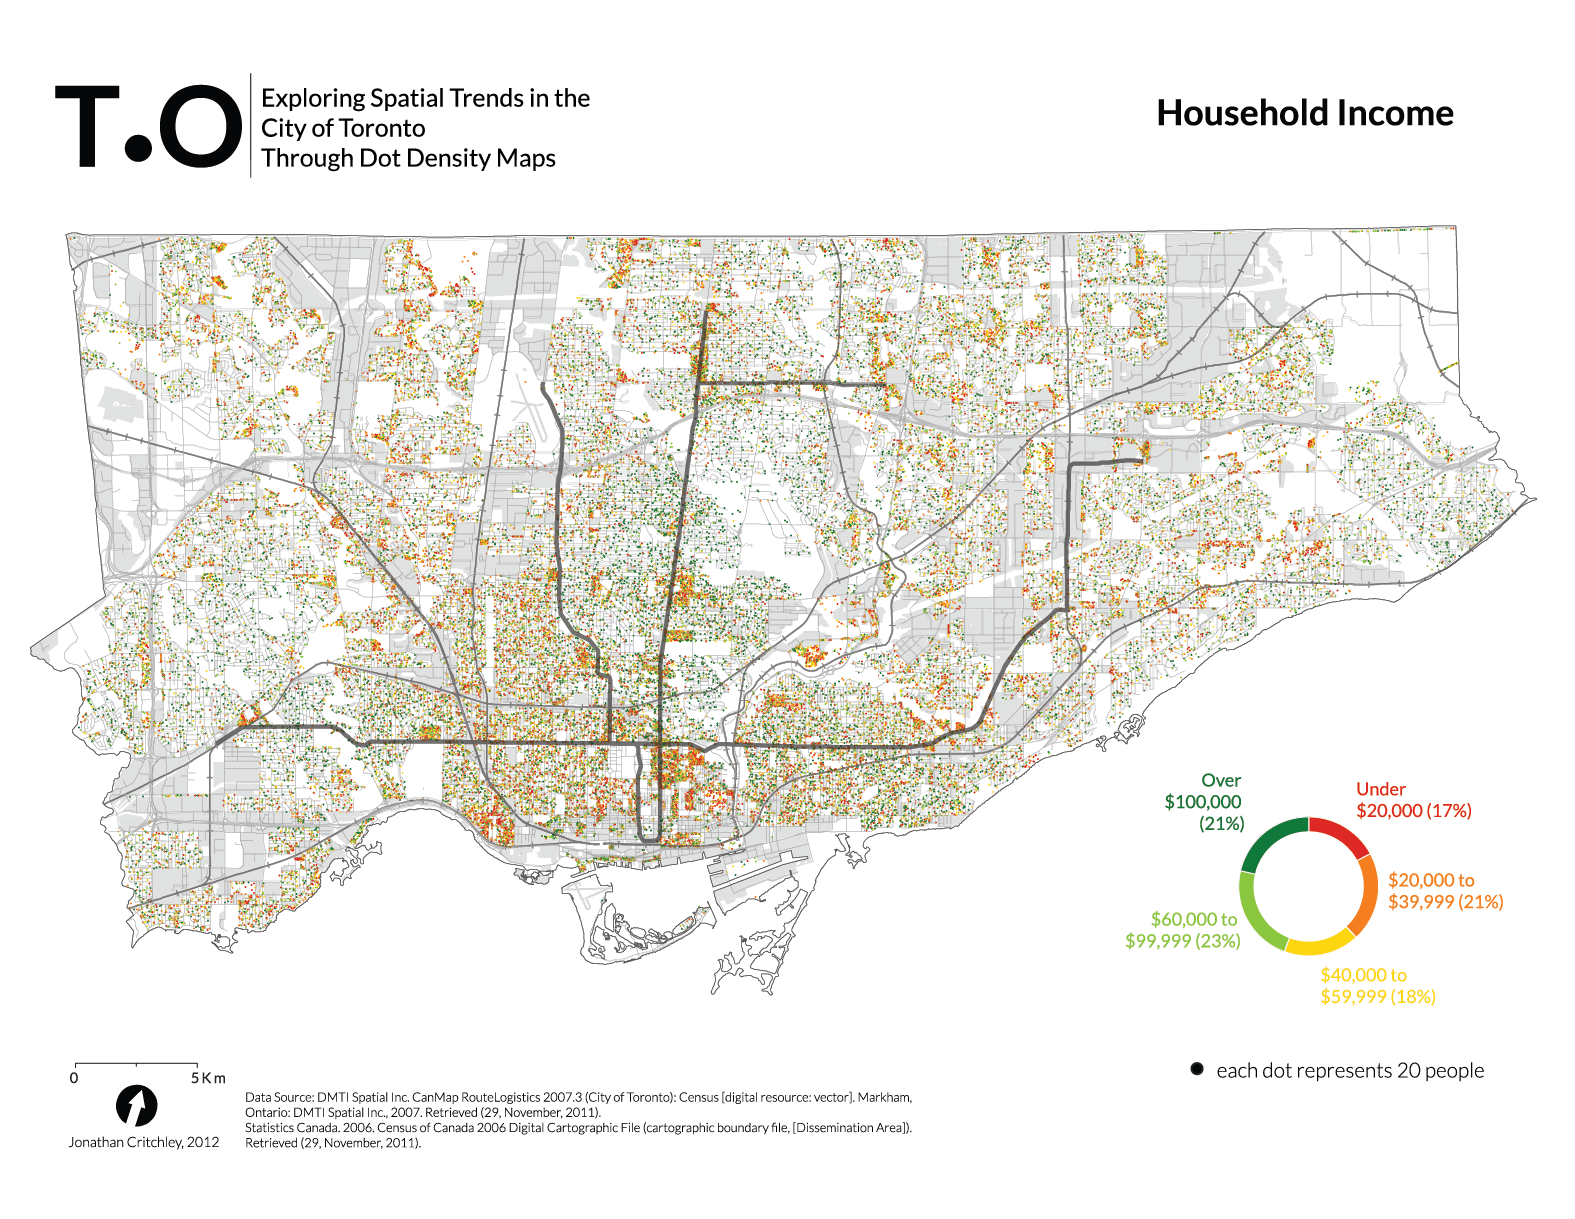 T.O
Exploring Spatial Trends in the
City of Toronto
Through Dot Density Maps
Household Income
Over
$100,000
(21%)
Under
$20,000 (17%)
$20,000 to
$39,999 (21%)
$60,000 to
$99,999 (23%)
$40,000 to
$59,999 (18%)
each dot represents 20 people
0
5 Km
Jonathan Critchley, 2012
Data Source: DMTI Spatial Inc. CanMap RouteLogistics 2007.3 (City of Toronto): Census [digital resource: vector]. Markham,
Ontario: DMTI Spatial Inc., 2007. Retrieved (29, November, 2011).
Statistics Canada. 2006. Census of Canada 2006 Digital Cartographic File (cartographic boundary file, [Dissemination Area]).
Retrieved (29, November, 2011).